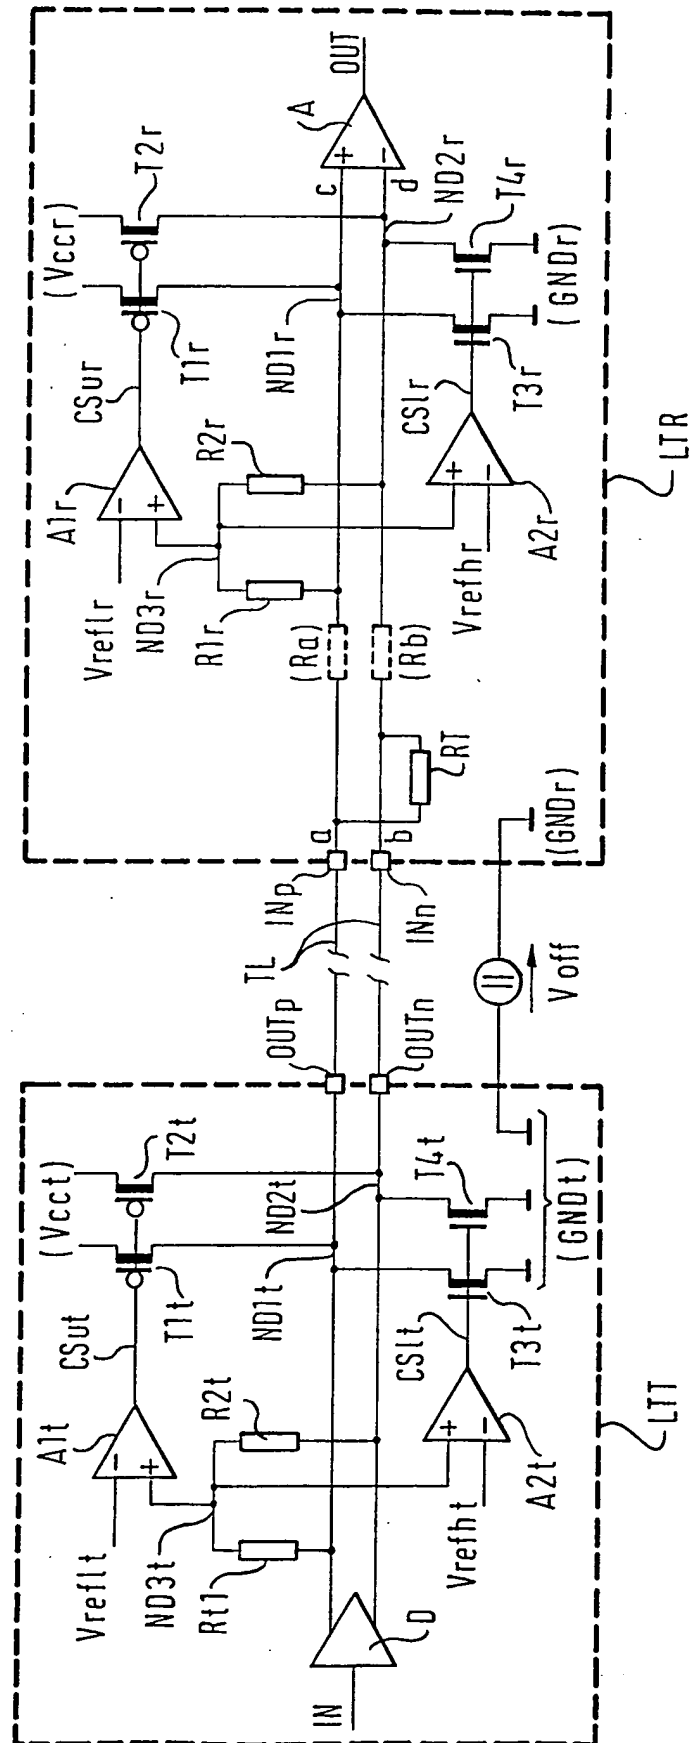 IN
D
Vreflt
A1t
CSut
(Vcct)
T1t
T2t
ND3t
Rt1
R2t
ND1t
ND2t
Vrefht
A2t
CSlt
T3t
T4t
(GNDt)
LTT
OUTp
OUTn
TL
Voff
INp
INn
a
b
RT
(GNDr)
(Ra)
(Rb)
Vreflr
A1r
CSur
(Vccr)
T1r
T2r
ND3r
R1r
R2r
ND1r
ND2r
Vrefhr
A2r
CSlr
T3r
T4r
(GNDr)
c
d
A
OUT
LTR
- + + - - + + - + -